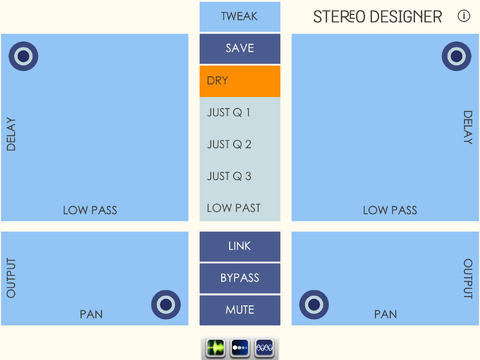 TWEAK
STEREO DESIGNER
i
SAVE
DRY
JUST Q 1
JUST Q 2
JUST Q 3
LOW PAST
DELAY
LOW PASS
DELAY
LOW PASS
LINK
BYPASS
MUTE
OUTPUT
PAN
OUTPUT
PAN